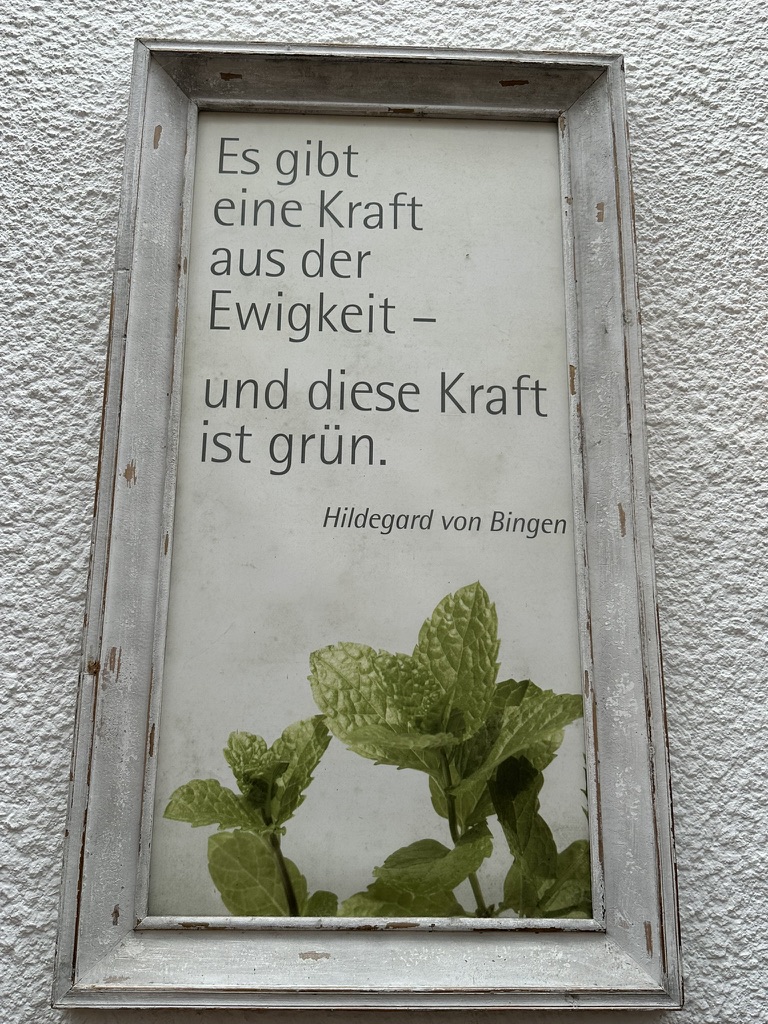 Es gibt
eine Kraft
aus der
Ewigkeit –
und diese Kraft
ist grün.
Hildegard von Bingen